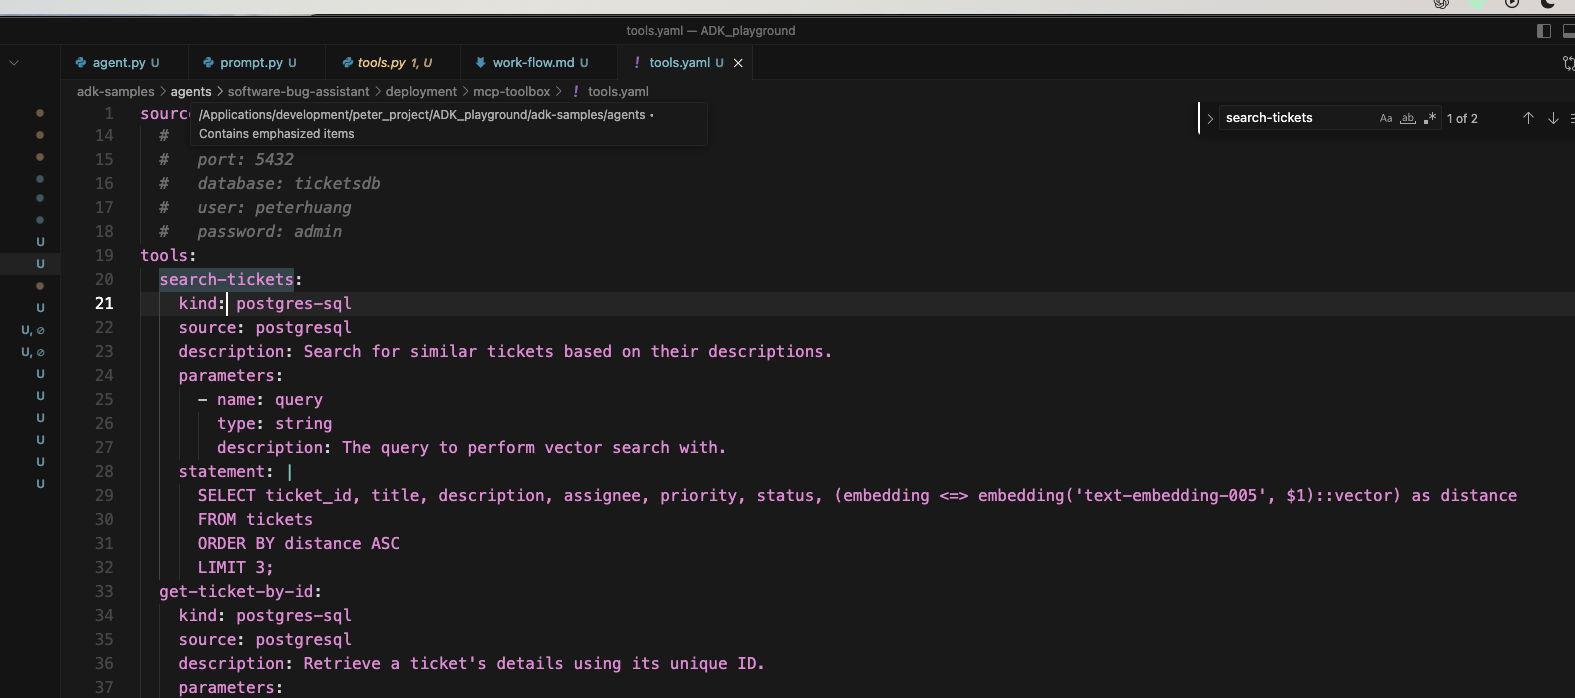 tools.yaml — ADK_playground
agent.py U
prompt.py U
tools.py 1, U
work-flow.md U
! tools.yaml U
adk-samples > agents > software-bug-assistant > deployment > mcp-toolbox > ! tools.yaml
/Applications/development/peter_project/ADK_playground/adk-samples/agents •
Contains emphasized items
search-tickets
Aa
ab
1 of 2
1 sourc
14 #
15 #   port: 5432
16 #   database: ticketsdb
17 #   user: peterhuang
18 #   password: admin
19 tools:
20   search-tickets:
21     kind: postgres-sql
22     source: postgresql
23     description: Search for similar tickets based on their descriptions.
24     parameters:
25       - name: query
26         type: string
27         description: The query to perform vector search with.
28     statement: |
29       SELECT ticket_id, title, description, assignee, priority, status, (embedding <=> embedding('text-embedding-005', $1)::vector) as distance
30       FROM tickets
31       ORDER BY distance ASC
32       LIMIT 3;
33   get-ticket-by-id:
34     kind: postgres-sql
35     source: postgresql
36     description: Retrieve a ticket's details using its unique ID.
37     parameters:
U
U
U
U,
U,
U
U
U
U
U
U